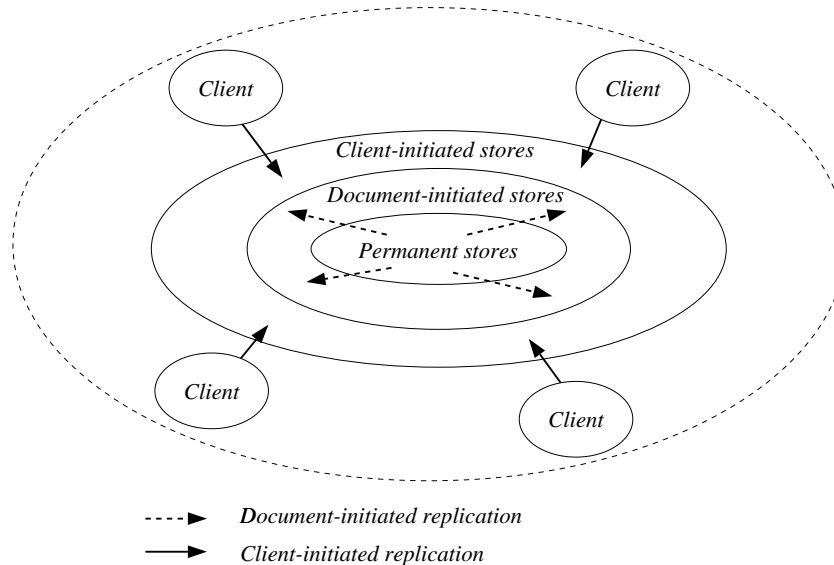 Client
Client
Client-initiated stores
Document-initiated stores
Permanent stores
Client
Client
Document-initiated replication
Client-initiated replication